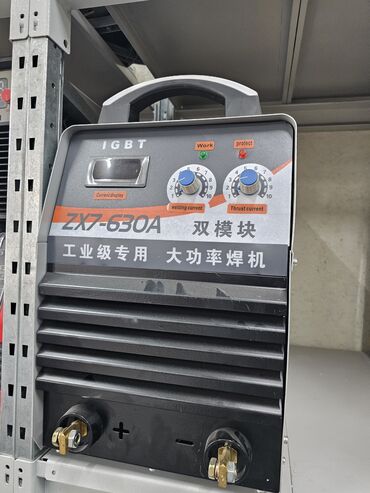 IGBT
Work
protect
Current display
welding current
Thrust current
ZX7-630A 双模块
工业级专用 大功率焊机
+ -